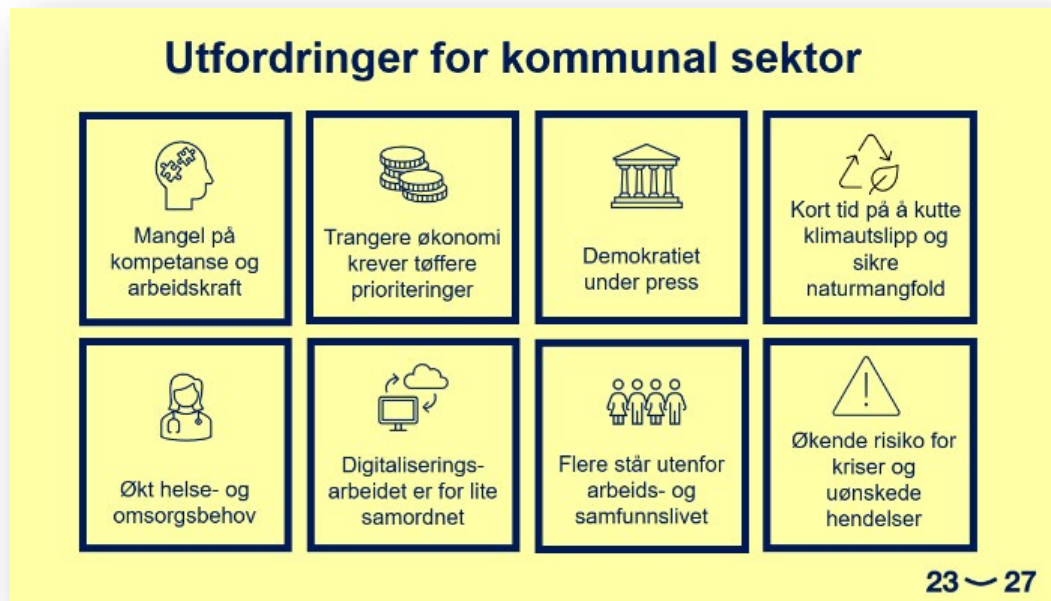 Utfordringer for kommunal sektor
Mangel på
kompetanse og
arbeidskraft
Trangere økonomi
krever tøffere
prioriteringer
Demokratiet
under press
Kort tid på å kutte
klimautslipp og
sikre
naturmangfold
Økt helse- og
omsorgsbehov
Digitaliserings-
arbeidet er for lite
samordnet
Flere står utenfor
arbeids- og
samfunnslivet
Økende risiko for
kriser og
uønskede
hendelser
23 27